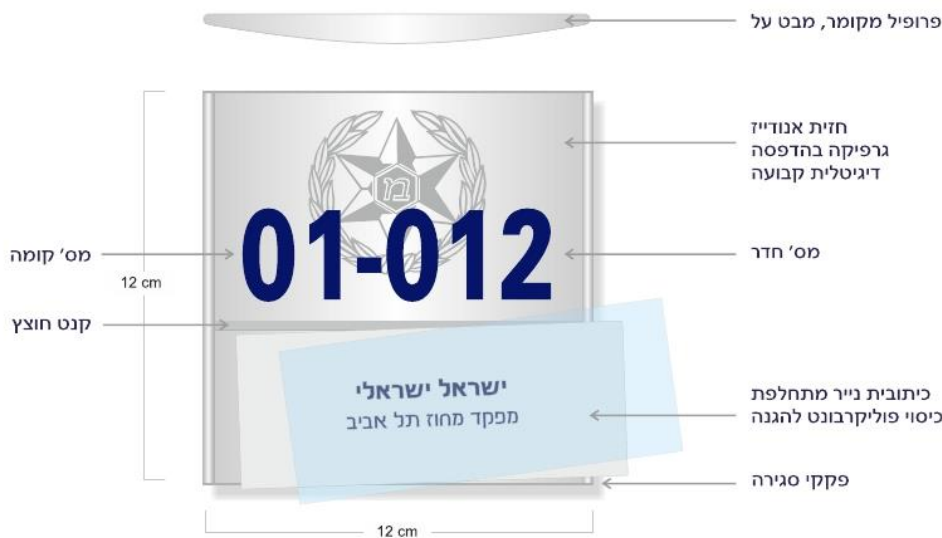 פרופיל מקומר, מבט על
חזית אנודייז
גרפיקה בהדפסה
דיגיטלית קבועה
מ
01-012
מס' חדר
מס' קומה
12 cm
קנט חוצץ
ישראל ישראלי
מפקד מחוז תל אביב
כיתובית נייר מתחלפת
כיסוי פוליקרבונט להגנה
פקקי סגירה
12 cm